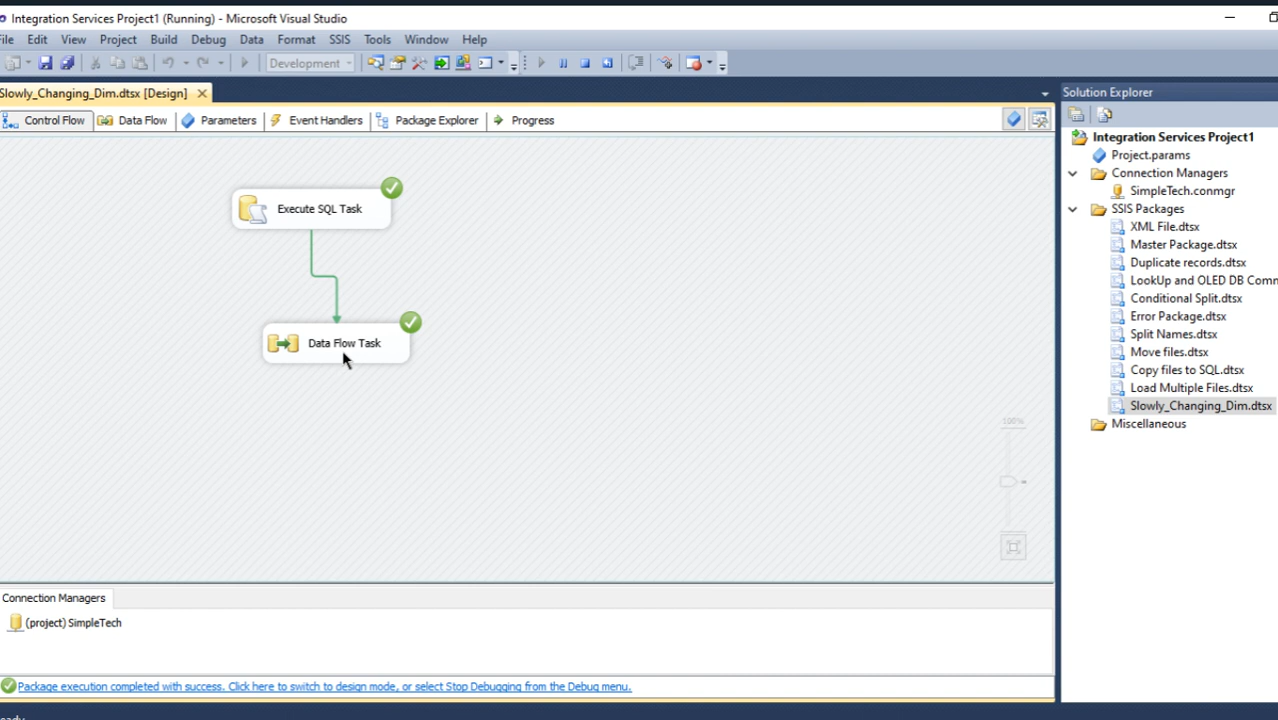 Integration Services Project1 (Running) - Microsoft Visual Studio
File Edit View Project Build Debug Data Format SSIS Tools Window Help
Development
Slowly_Changing_Dim.dtsx [Design]
Control Flow Data Flow Parameters Event Handlers Package Explorer Progress
Execute SQL Task
Data Flow Task
100%
Connection Managers
(project) SimpleTech
Package execution completed with success. Click here to switch to design mode, or select Stop Debugging from the Debug menu.
Solution Explorer
Integration Services Project1
Project.params
Connection Managers
SimpleTech.conmgr
SSIS Packages
XML File.dtsx
Master Package.dtsx
Duplicate records.dtsx
LookUp and OLED DB Comm
Conditional Split.dtsx
Error Package.dtsx
Split Names.dtsx
Move files.dtsx
Copy files to SQL.dtsx
Load Multiple Files.dtsx
Slowly_Changing_Dim.dtsx
Miscellaneous